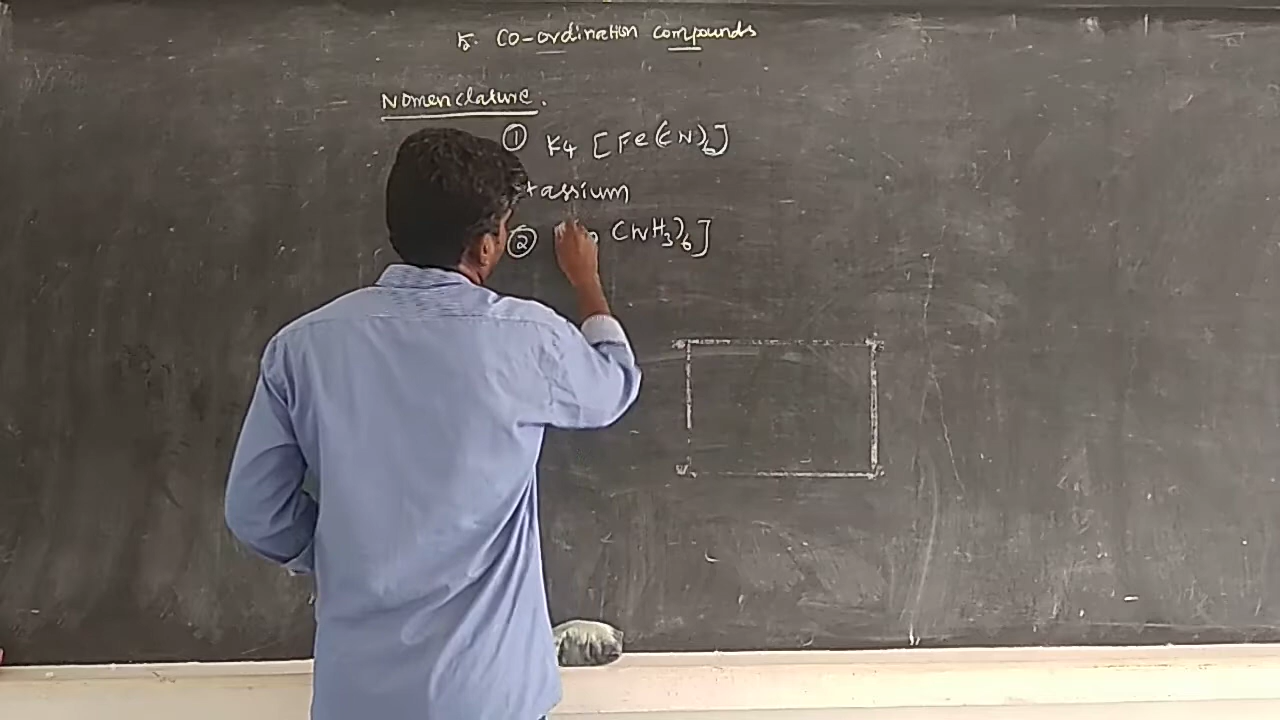 5. Co-ordination compounds
Nomenclature.
① K4 [Fe(CN)6]
tassium
② (NH3)6]